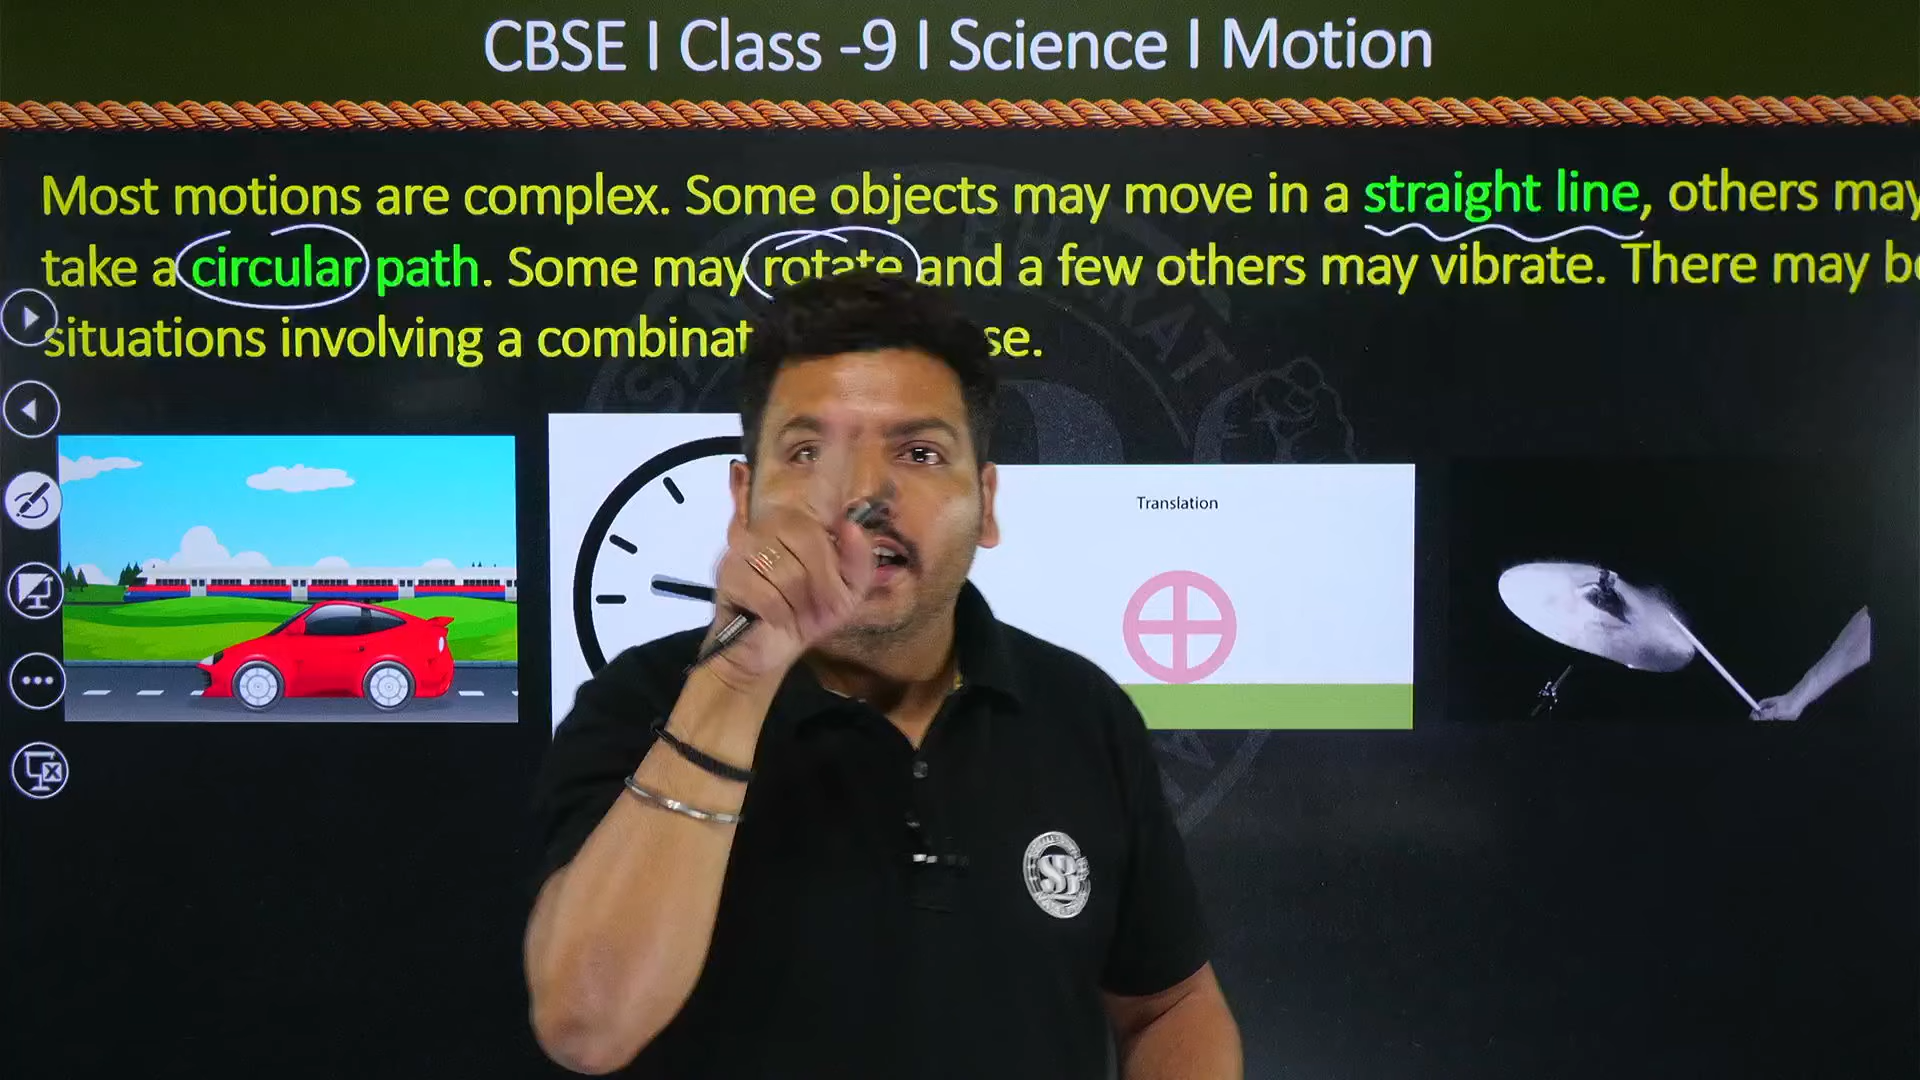 CBSE I Class -9 I Science I Motion
Most motions are complex. Some objects may move in a straight line, others may
take a circular path. Some may rotate and a few others may vibrate. There may be
situations involving a combinat se.
Translation